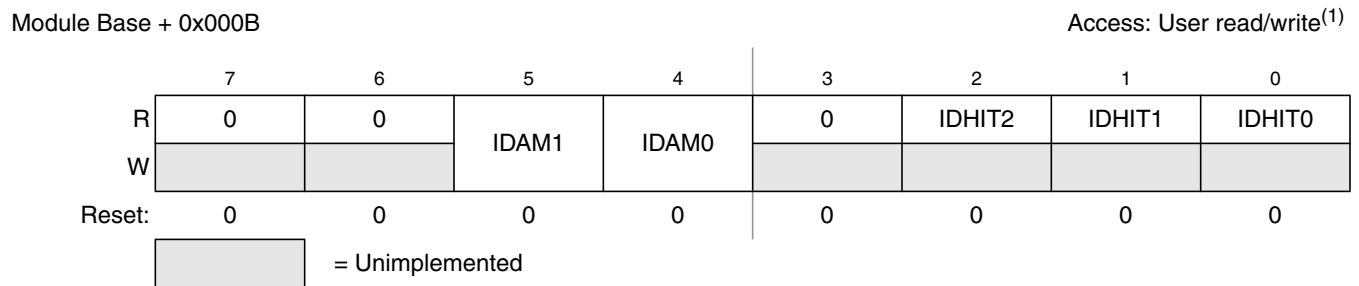 Module Base + 0x000B Access: User read/write(1)
7 6 5 4 3 2 1 0
R 0 0 IDAM1 IDAM0 0 IDHIT2 IDHIT1 IDHIT0
W
Reset: 0 0 0 0 0 0 0 0
= Unimplemented